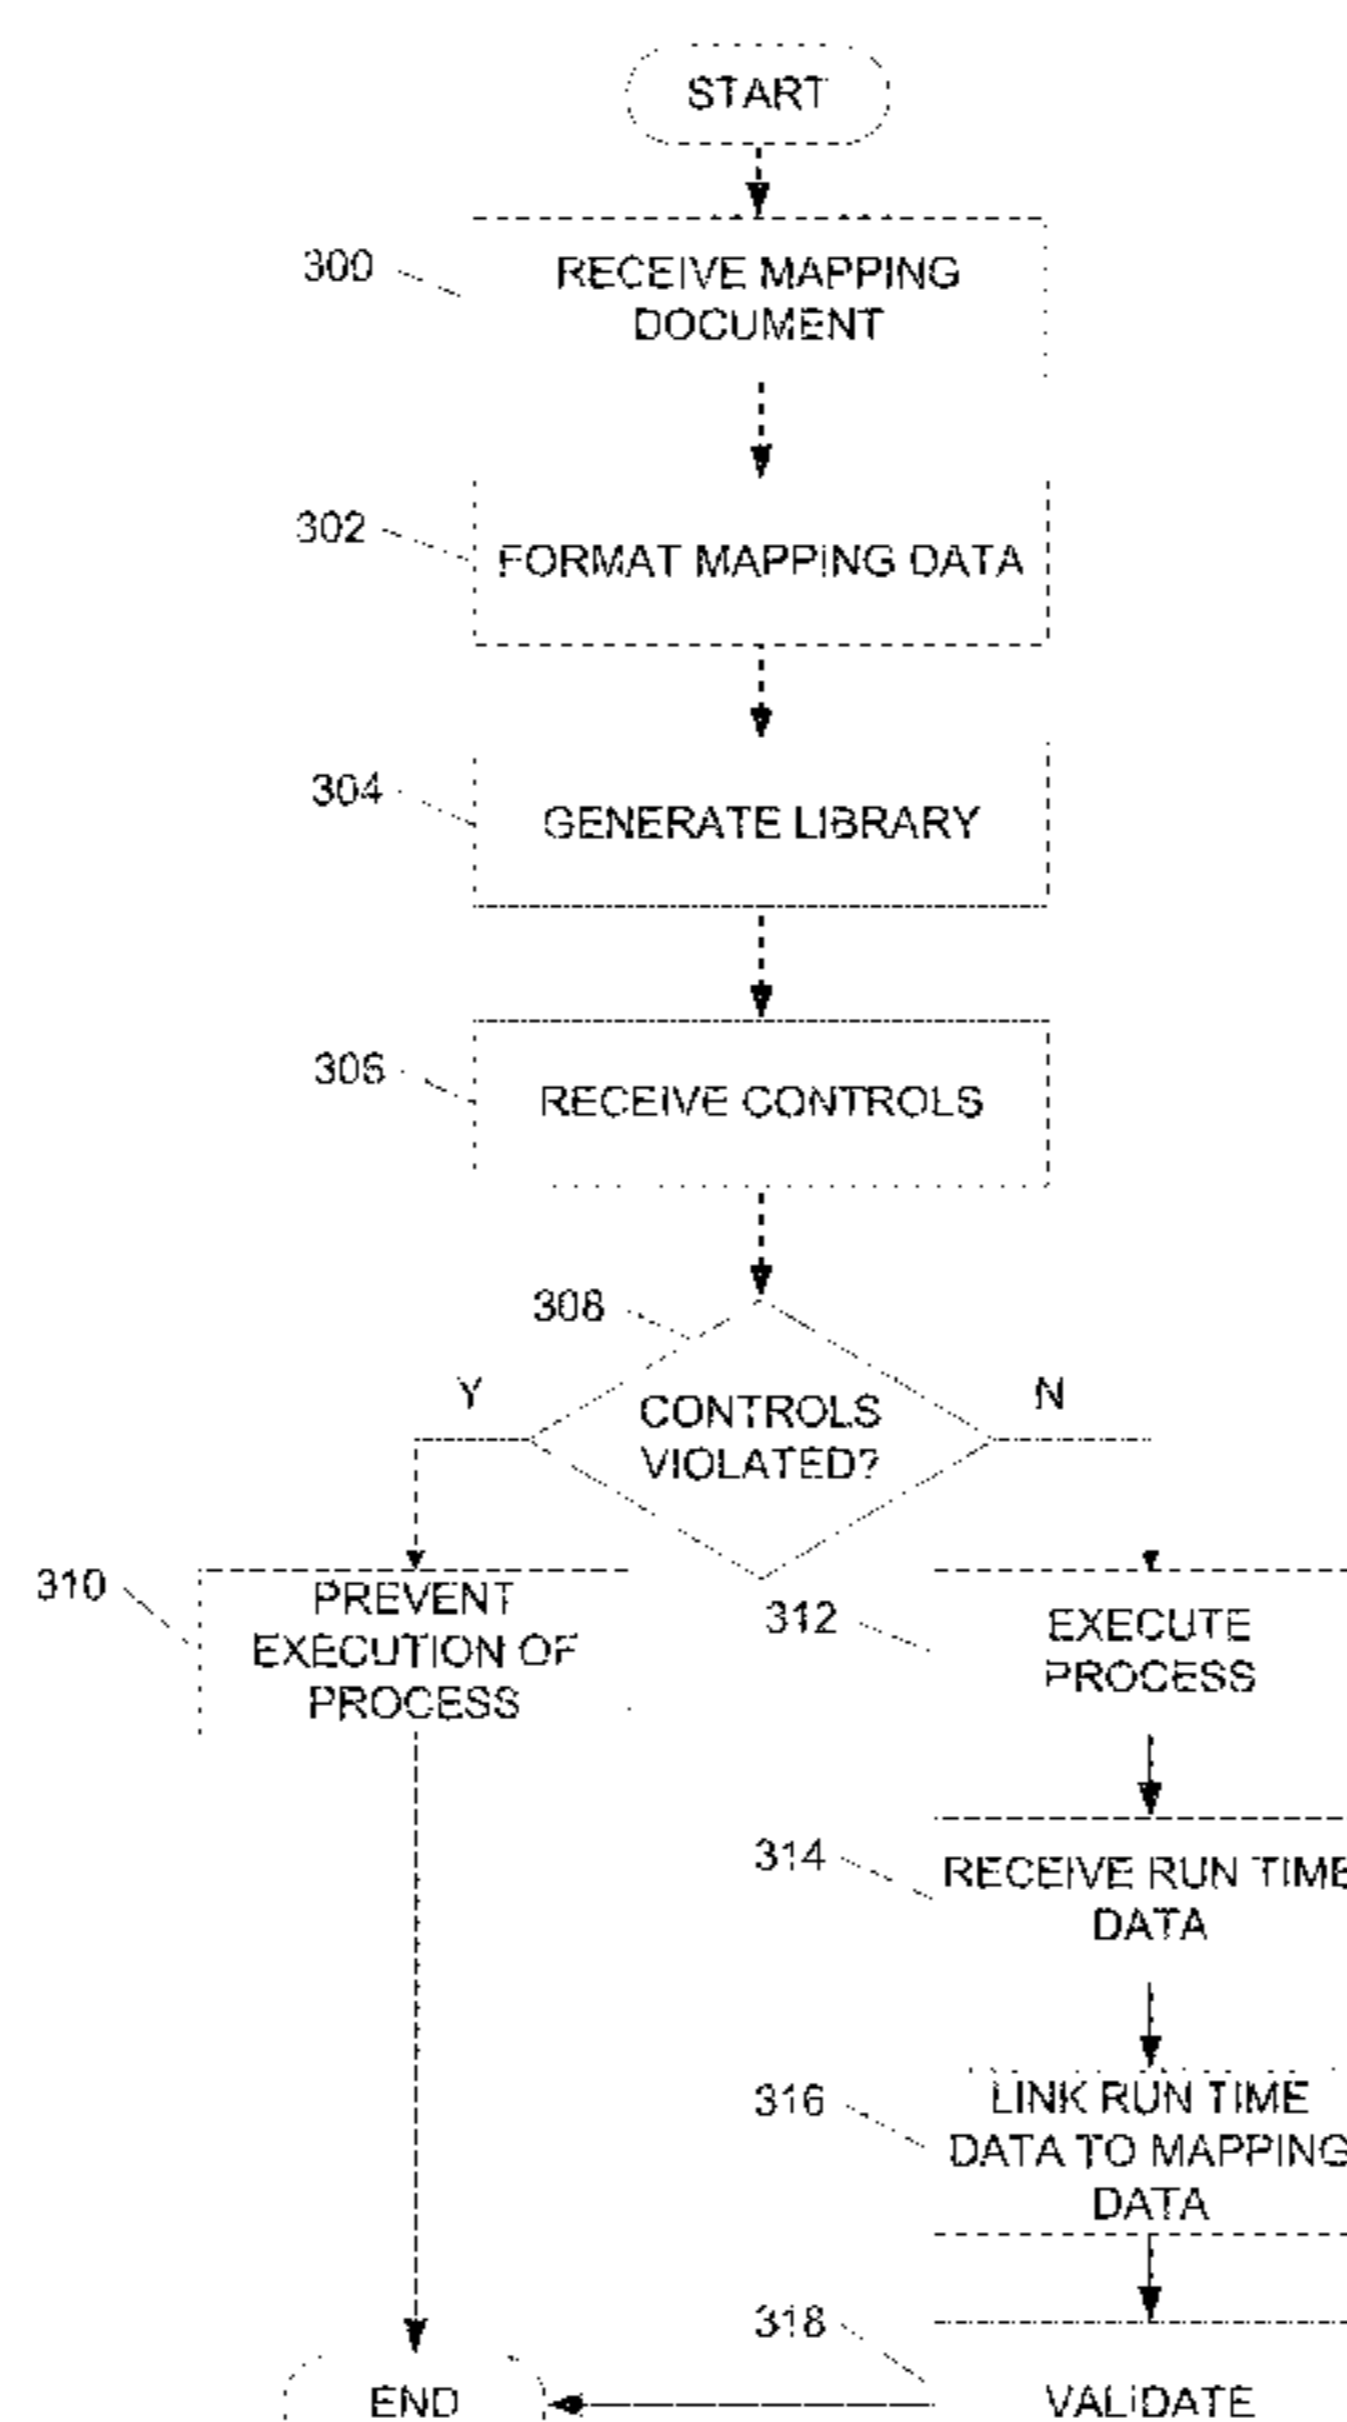 START
300
RECEIVE MAPPING
DOCUMENT
302
FORMAT MAPPING DATA
304
GENERATE LIBRARY
306
RECEIVE CONTROLS
308
Y
CONTROLS
VIOLATED?
N
310
PREVENT
EXECUTION OF
PROCESS
312
EXECUTE
PROCESS
314
RECEIVE RUN TIME
DATA
316
LINK RUN TIME
DATA TO MAPPING
DATA
318
END
VALIDATE